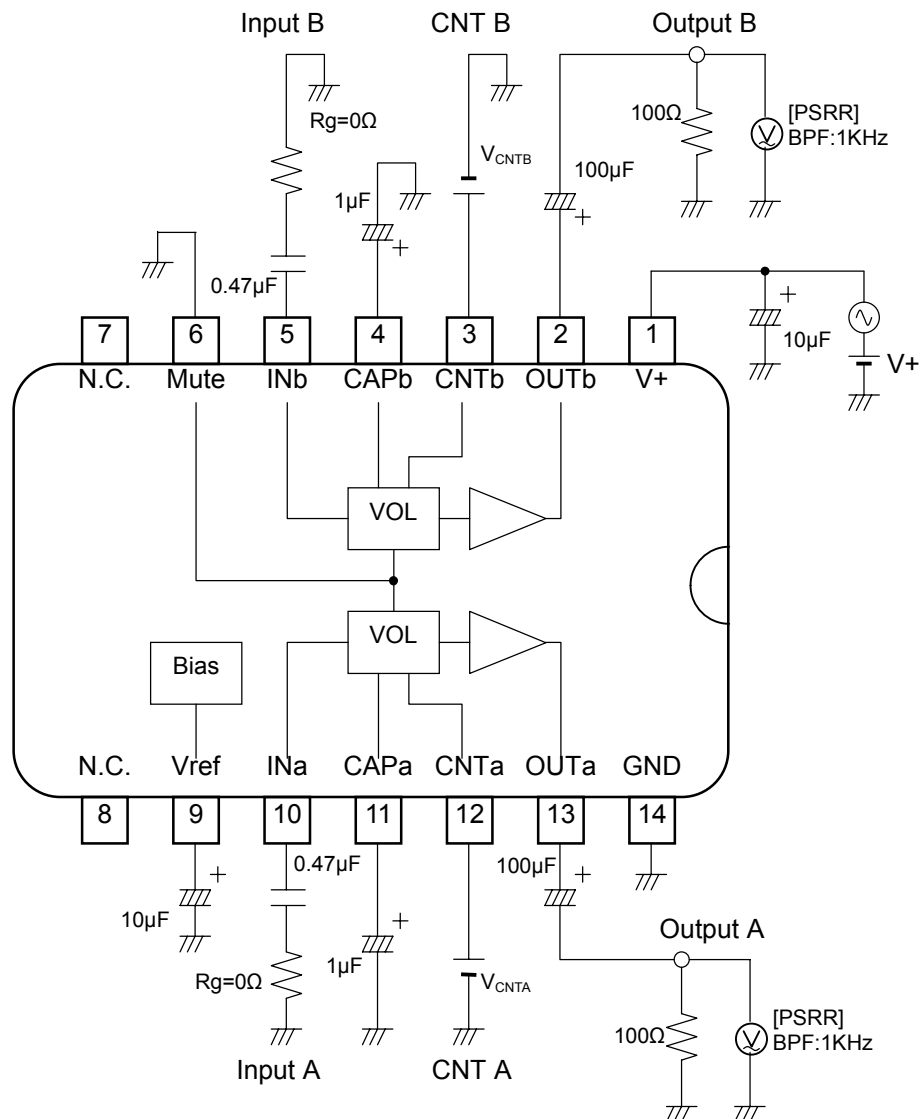 Input B CNT B Output B
Rg=0Ω
VCNTB
100Ω
[PSRR]
BPF:1KHz
1µF
100µF
0.47µF
10µF
V+
7 6 5 4 3 2 1
N.C. Mute INb CAPb CNTb OUTb V+
VOL
VOL
Bias
N.C. Vref INa CAPa CNTa OUTa GND
8 9 10 11 12 13 14
0.47µF
100µF
10µF
Output A
Rg=0Ω
1µF
VCNTA
[PSRR]
BPF:1KHz
100Ω
Input A CNT A